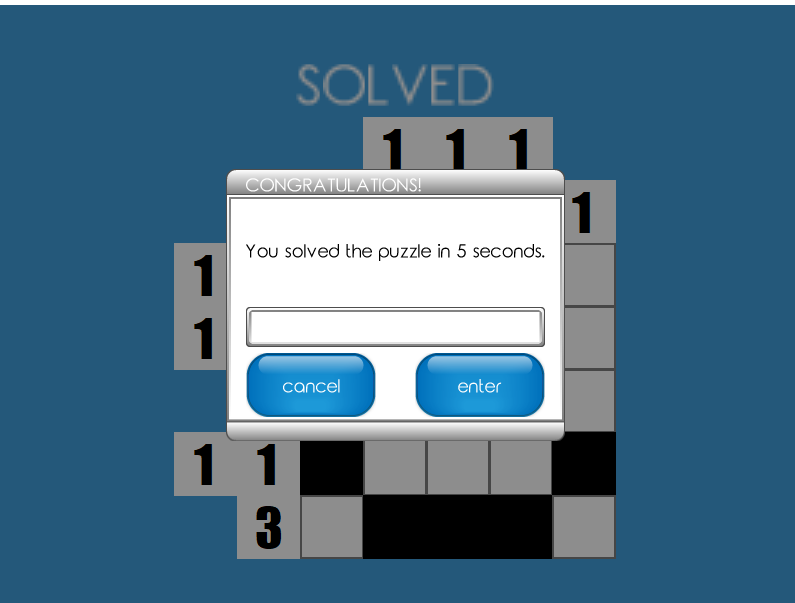 SOLVED
1 1 1
CONGRATULATIONS!
1
You solved the puzzle in 5 seconds.
1
1
cancel enter
1 1
3